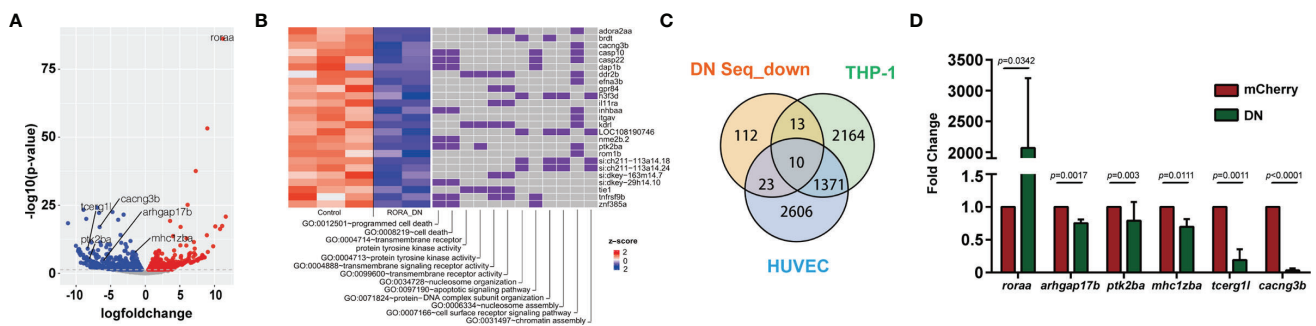 A
B
C
D
roraa
75
50
25
0
-log10(p-value)
tcerg1l
cacng3b
arhgap17b
ptk2ba
mhc1zba
-10
-5
0
5
10
logfoldchange
adora2aa
brdt
cacng3b
casp10
casp22
dap1b
ddr2b
efna3b
gpr84
h3f3d
il11ra
inhbaa
itgav
kdrl
LOC108190746
nme2b.2
ptk2ba
rom1b
si:ch211-113a14.18
si:ch211-113a14.24
si:dkey-163m14.7
si:dkey-29h14.10
tie1
tnfrsf9b
znf385a
Control
RORA_DN
GO:0012501~programmed cell death
GO:0008219~cell death
GO:0004714~transmembrane receptor
protein tyrosine kinase activity
GO:0004713~protein tyrosine kinase activity
GO:0004888~transmembrane signaling receptor activity
GO:0099600~transmembrane receptor activity
GO:0034728~nucleosome organization
GO:0097190~apoptotic signaling pathway
GO:0071824~protein~DNA complex subunit organization
GO:0006334~nucleosome assembly
GO:0007166~cell surface receptor signaling pathway
GO:0031497~chromatin assembly
z-score
2
0
2
DN Seq_down
THP-1
112
13
2164
10
23
1371
2606
HUVEC
Fold Change
3500
3000
2500
2000
1.5
1.0
0.5
0.0
p=0.0342
p=0.0017
p=0.003
p=0.0111
p=0.0011
p<0.0001
mCherry
DN
roraa
arhgap17b
ptk2ba
mhc1zba
tcerg1l
cacng3b